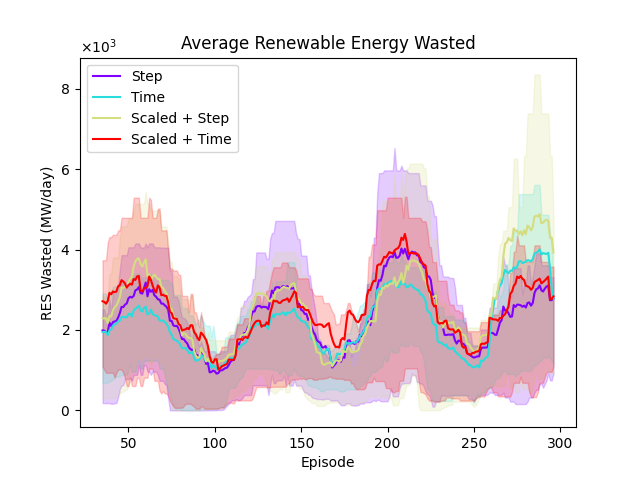 Average Renewable Energy Wasted
×10³
Step
Time
Scaled + Step
Scaled + Time
RES Wasted (MW/day)
8
6
4
2
0
50 100 150 200 250 300
Episode